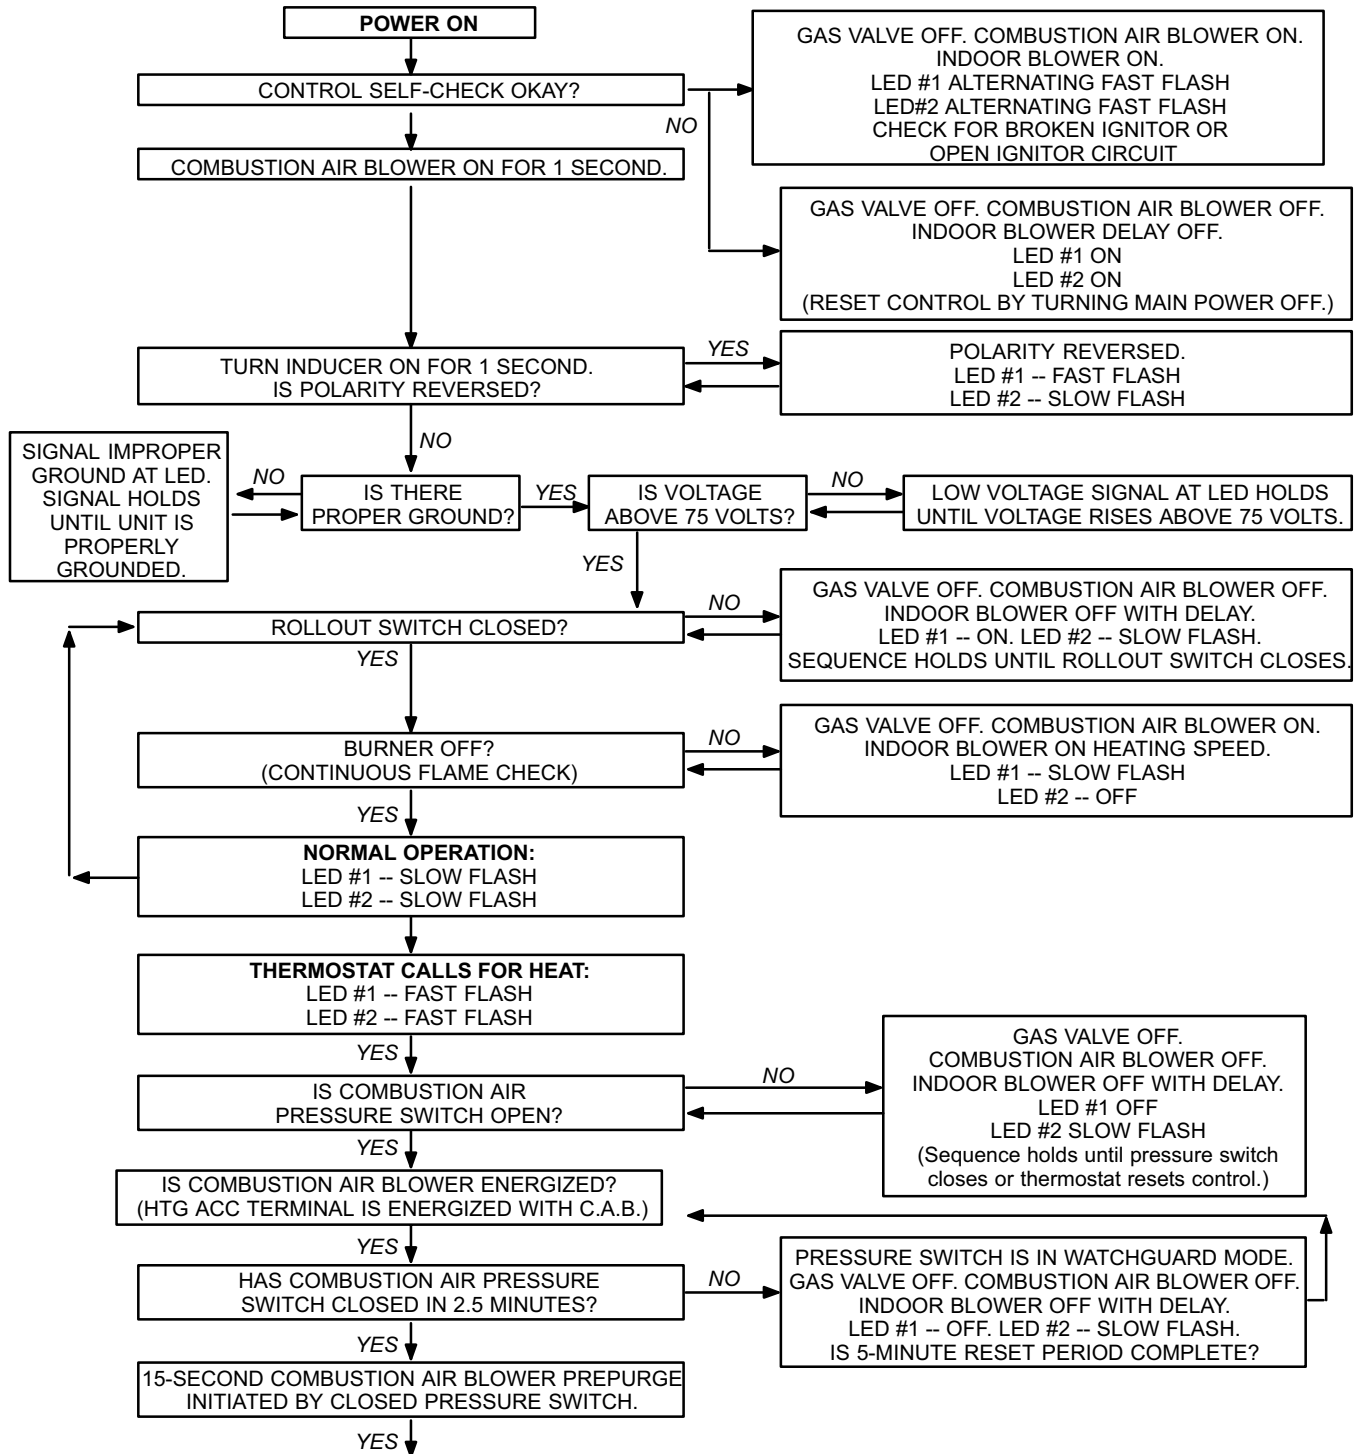 POWER ON
GAS VALVE OFF. COMBUSTION AIR BLOWER ON.
INDOOR BLOWER ON.
LED #1 ALTERNATING FAST FLASH
LED#2 ALTERNATING FAST FLASH
CHECK FOR BROKEN IGNITOR OR
OPEN IGNITOR CIRCUIT
CONTROL SELF-CHECK OKAY?
NO
COMBUSTION AIR BLOWER ON FOR 1 SECOND.
GAS VALVE OFF. COMBUSTION AIR BLOWER OFF.
INDOOR BLOWER DELAY OFF.
LED #1 ON
LED #2 ON
(RESET CONTROL BY TURNING MAIN POWER OFF.)
TURN INDUCER ON FOR 1 SECOND.
IS POLARITY REVERSED?
YES
POLARITY REVERSED.
LED #1 -- FAST FLASH
LED #2 -- SLOW FLASH
NO
SIGNAL IMPROPER
GROUND AT LED.
SIGNAL HOLDS
UNTIL UNIT IS
PROPERLY
GROUNDED.
NO
IS THERE
PROPER GROUND?
YES
IS VOLTAGE
ABOVE 75 VOLTS?
NO
LOW VOLTAGE SIGNAL AT LED HOLDS
UNTIL VOLTAGE RISES ABOVE 75 VOLTS.
YES
ROLLOUT SWITCH CLOSED?
NO
GAS VALVE OFF. COMBUSTION AIR BLOWER OFF.
INDOOR BLOWER OFF WITH DELAY.
LED #1 -- ON. LED #2 -- SLOW FLASH.
SEQUENCE HOLDS UNTIL ROLLOUT SWITCH CLOSES.
YES
BURNER OFF?
(CONTINUOUS FLAME CHECK)
NO
GAS VALVE OFF. COMBUSTION AIR BLOWER ON.
INDOOR BLOWER ON HEATING SPEED.
LED #1 -- SLOW FLASH
LED #2 -- OFF
YES
NORMAL OPERATION:
LED #1 -- SLOW FLASH
LED #2 -- SLOW FLASH
THERMOSTAT CALLS FOR HEAT:
LED #1 -- FAST FLASH
LED #2 -- FAST FLASH
YES
IS COMBUSTION AIR
PRESSURE SWITCH OPEN?
NO
GAS VALVE OFF.
COMBUSTION AIR BLOWER OFF.
INDOOR BLOWER OFF WITH DELAY.
LED #1 OFF
LED #2 SLOW FLASH
(Sequence holds until pressure switch
closes or thermostat resets control.)
YES
IS COMBUSTION AIR BLOWER ENERGIZED?
(HTG ACC TERMINAL IS ENERGIZED WITH C.A.B.)
YES
HAS COMBUSTION AIR PRESSURE
SWITCH CLOSED IN 2.5 MINUTES?
NO
PRESSURE SWITCH IS IN WATCHGUARD MODE.
GAS VALVE OFF. COMBUSTION AIR BLOWER OFF.
INDOOR BLOWER OFF WITH DELAY.
LED #1 -- OFF. LED #2 -- SLOW FLASH.
IS 5-MINUTE RESET PERIOD COMPLETE?
YES
15-SECOND COMBUSTION AIR BLOWER PREPURGE
INITIATED BY CLOSED PRESSURE SWITCH.
YES